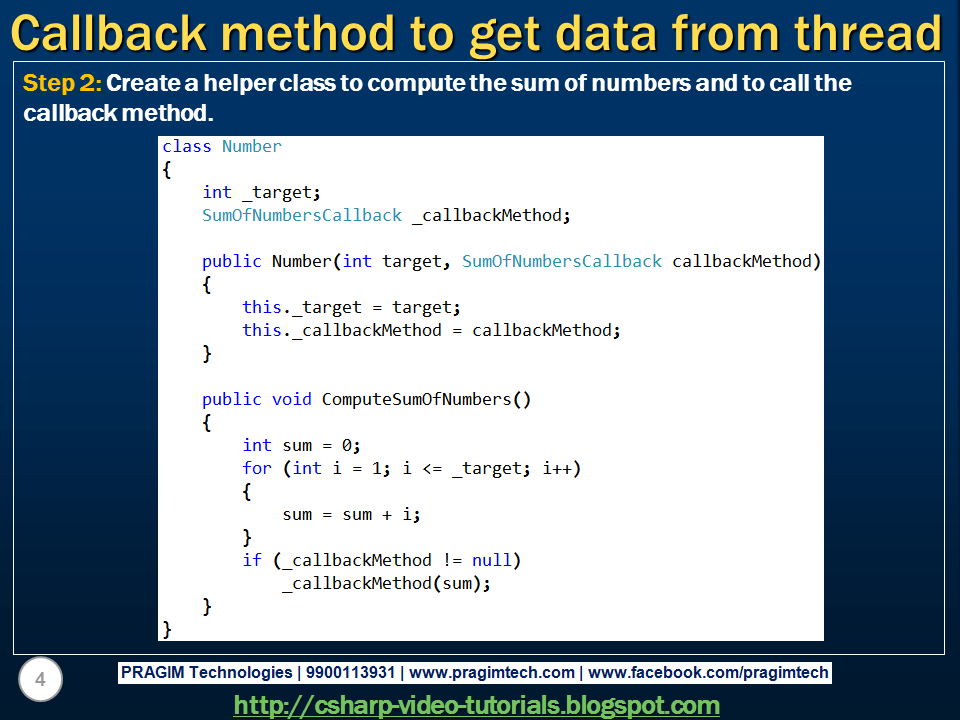 Callback method to get data from thread
Step 2: Create a helper class to compute the sum of numbers and to call the
callback method.
class Number
{
    int _target;
    SumOfNumbersCallback _callbackMethod;

    public Number(int target, SumOfNumbersCallback callbackMethod)
    {
        this._target = target;
        this._callbackMethod = callbackMethod;
    }

    public void ComputeSumOfNumbers()
    {
        int sum = 0;
        for (int i = 1; i <= _target; i++)
        {
            sum = sum + i;
        }
        if (_callbackMethod != null)
            _callbackMethod(sum);
    }
}
4
PRAGIM Technologies | 9900113931 | www.pragimtech.com | www.facebook.com/pragimtech
http://csharp-video-tutorials.blogspot.com